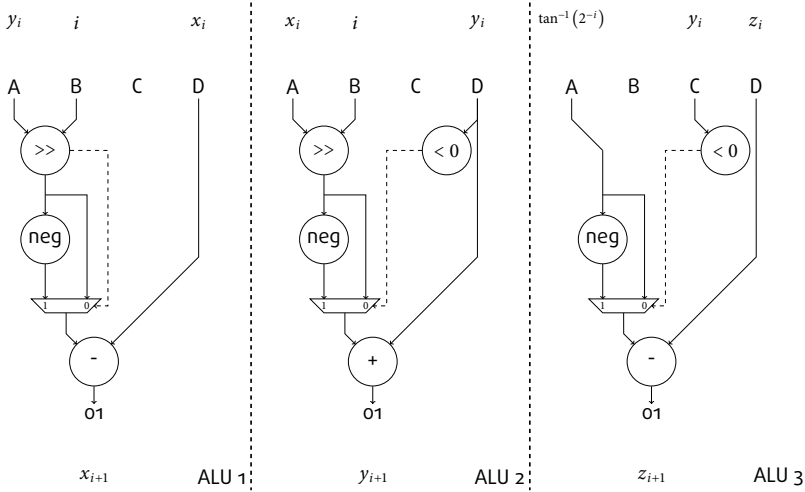 yᵢ i xᵢ xᵢ i yᵢ tan⁻¹(2⁻ⁱ) yᵢ zᵢ
A B C D A B C D A B C D
>> >> < 0 < 0
neg neg neg
1 0 1 0 1 0
- + -
O1 O1 O1
xᵢ₊₁ ALU 1 yᵢ₊₁ ALU 2 zᵢ₊₁ ALU 3